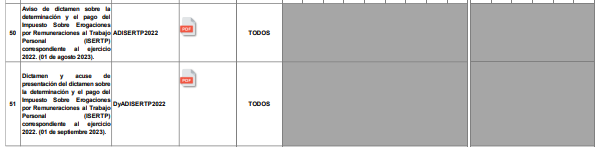 Aviso de dictamen sobre la
determinación y el pago del
Impuesto Sobre Erogaciones
50 por Remuneraciones al Trabajo ADISERTP2022 PDF TODOS
Personal (ISERTP)
correspondiente al ejercicio
2022. (01 de agosto 2023).
Dictamen y acuse de
presentación del dictamen sobre
la determinación y el pago del
Impuesto Sobre Erogaciones
51 por Remuneraciones al Trabajo DyADISERTP2022 PDF TODOS
Personal (ISERTP)
correspondiente al ejercicio
2022. (01 de septiembre 2023).